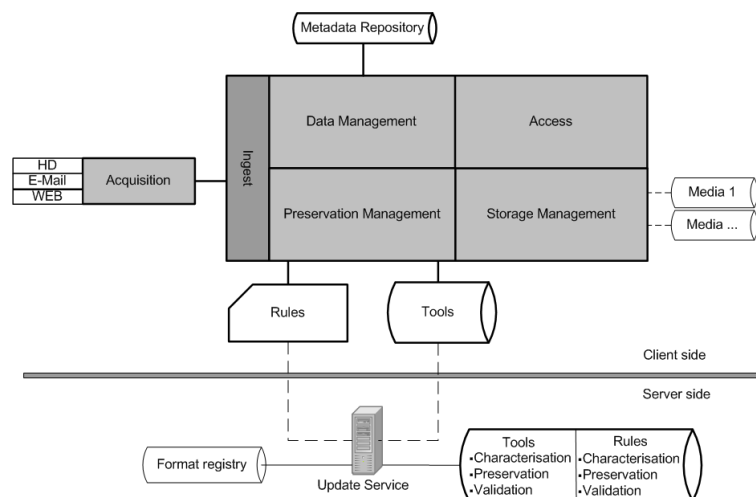 Metadata Repository
Data Management
Access
Ingest
HD
E-Mail
WEB
Acquisition
Preservation Management
Storage Management
Media 1
Media ...
Rules
Tools
Client side
Server side
Format registry
Update Service
Tools
▪Characterisation
▪Preservation
▪Validation
Rules
▪Characterisation
▪Preservation
▪Validation